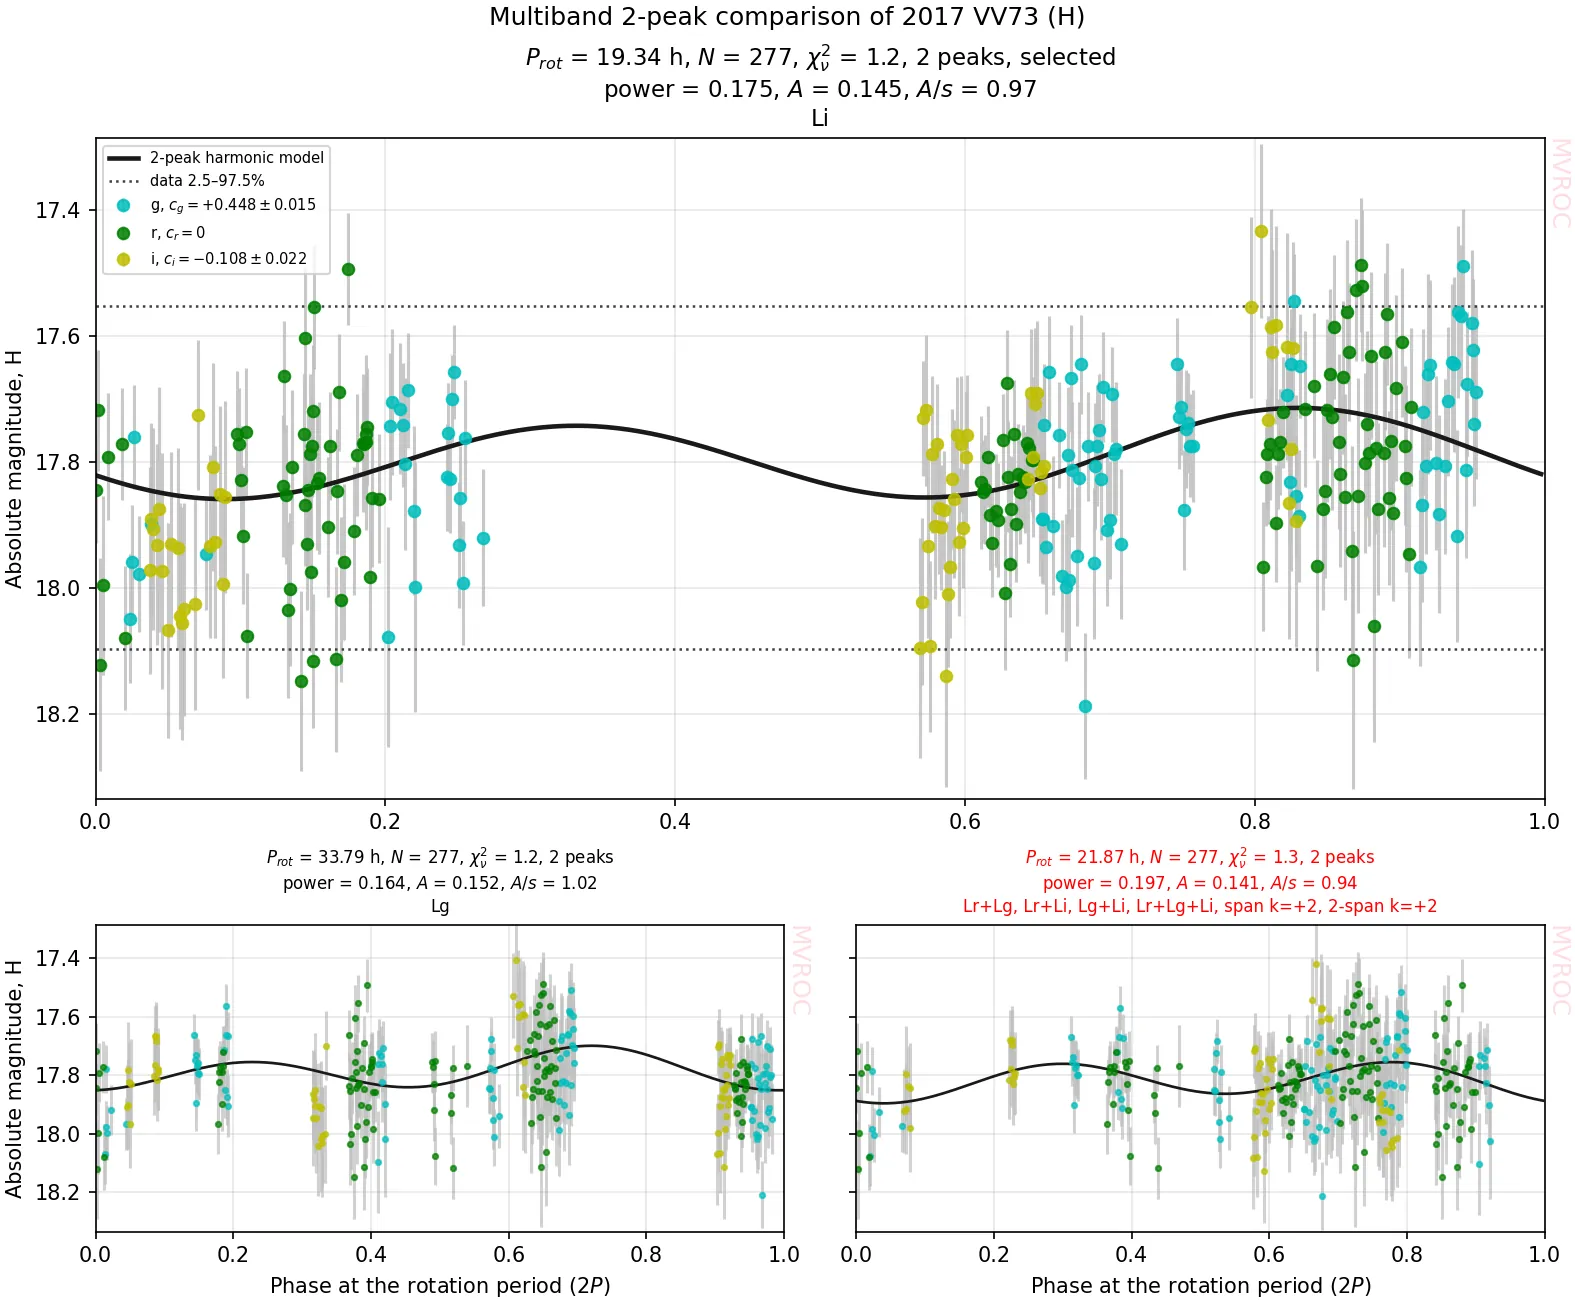 Multiband 2-peak comparison of 2017 VV73 (H)
P_rot = 19.34 h, N = 277, χ²_ν = 1.2, 2 peaks, selected
power = 0.175, A = 0.145, A/s = 0.97
Li
2-peak harmonic model
data 2.5–97.5%
g, c_g = +0.448 ± 0.015
r, c_r = 0
i, c_i = −0.108 ± 0.022
MVROC
Absolute magnitude, H
17.4
17.6
17.8
18.0
18.2
0.0 0.2 0.4 0.6 0.8 1.0
P_rot = 33.79 h, N = 277, χ²_ν = 1.2, 2 peaks
power = 0.164, A = 0.152, A/s = 1.02
Lg
MVROC
Absolute magnitude, H
17.4
17.6
17.8
18.0
18.2
0.0 0.2 0.4 0.6 0.8 1.0
Phase at the rotation period (2P)
P_rot = 21.87 h, N = 277, χ²_ν = 1.3, 2 peaks
power = 0.197, A = 0.141, A/s = 0.94
Lr+Lg, Lr+Li, Lg+Li, Lr+Lg+Li, span k=+2, 2-span k=+2
MVROC
0.0 0.2 0.4 0.6 0.8 1.0
Phase at the rotation period (2P)